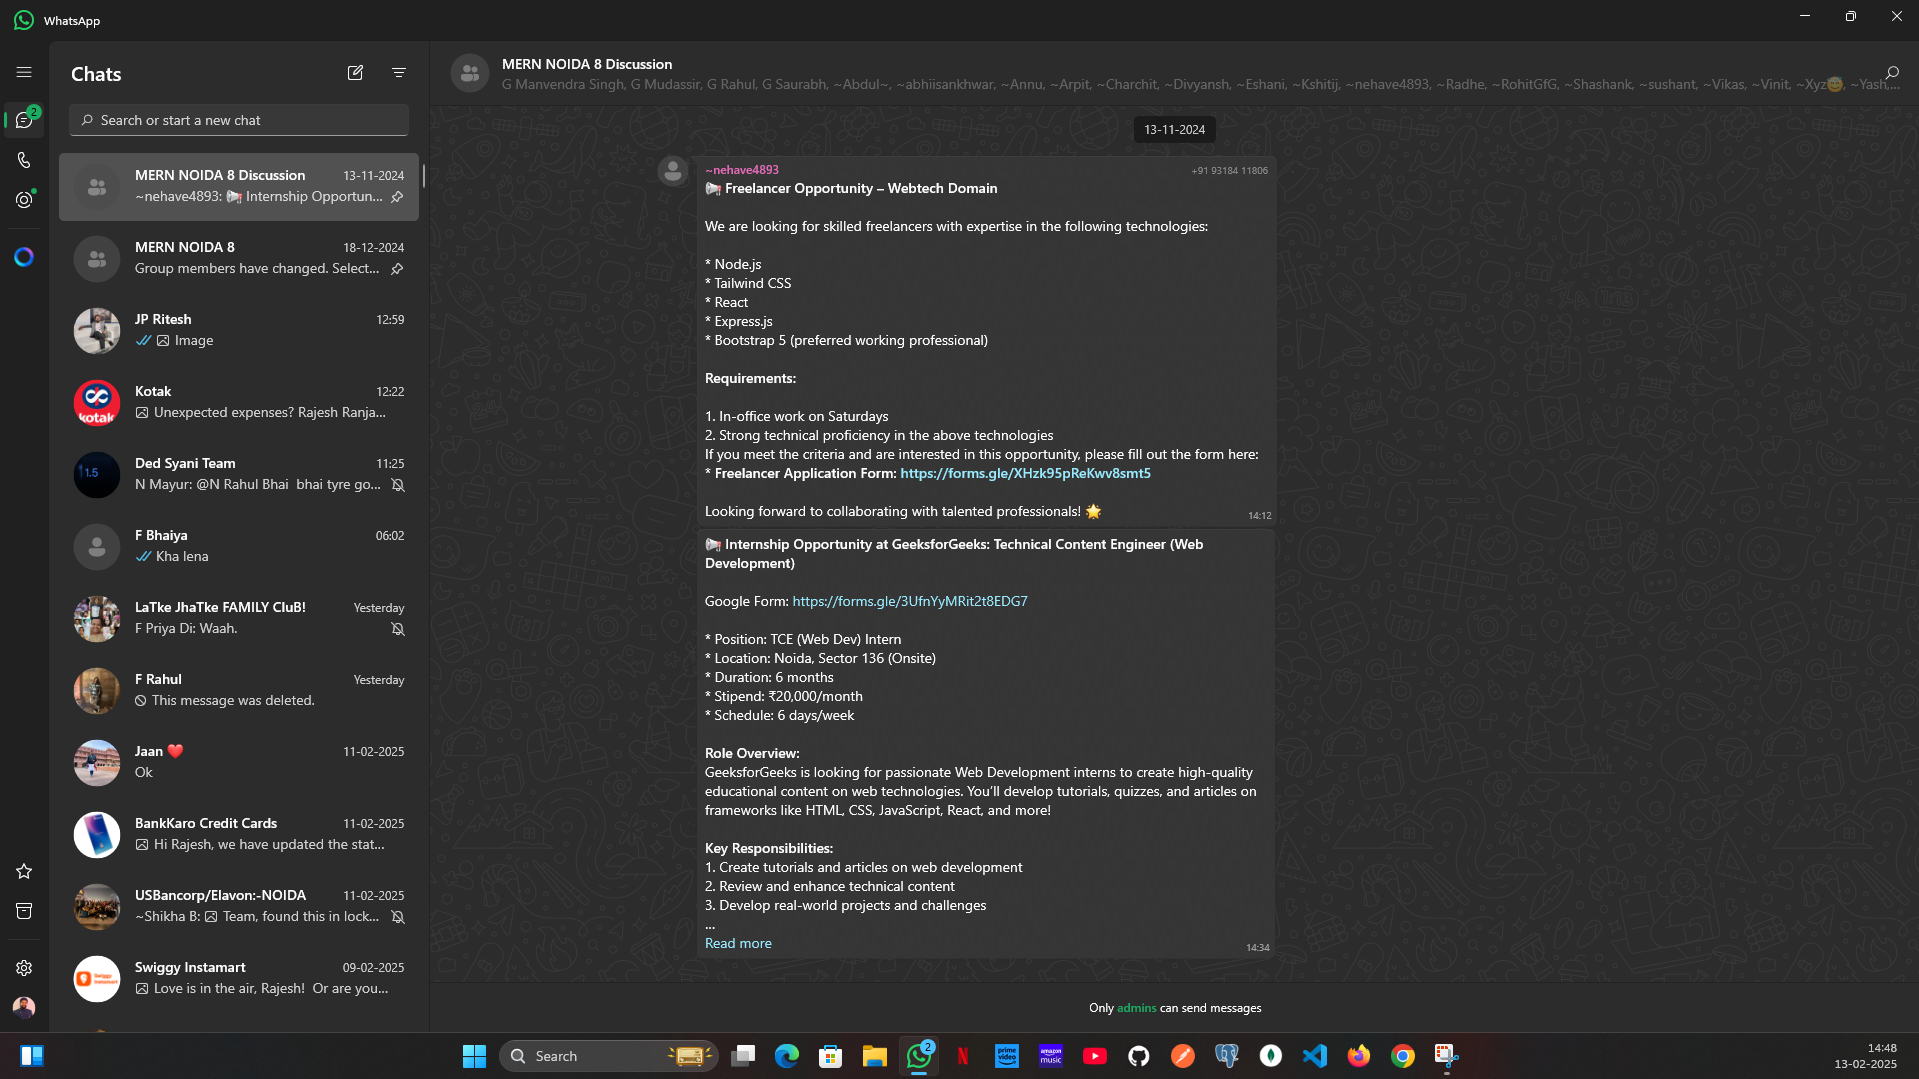 WhatsApp
Chats
Search or start a new chat
2
MERN NOIDA 8 Discussion 13-11-2024
~nehave4893: 📢 Internship Opportun...
MERN NOIDA 8 18-12-2024
Group members have changed. Select...
JP Ritesh 12:59
Image
Kotak 12:22
kotak
Unexpected expenses? Rajesh Ranja...
Ded Syani Team 11:25
1.5
N Mayur: @N Rahul Bhai bhai tyre go...
F Bhaiya 06:02
Kha lena
LaTke JhaTke FAMILY CluB! Yesterday
F Priya Di: Waah.
F Rahul Yesterday
This message was deleted.
Jaan ❤️ 11-02-2025
Ok
BankKaro Credit Cards 11-02-2025
Hi Rajesh, we have updated the stat...
USBancorp/Elavon:-NOIDA 11-02-2025
~Shikha B: Team, found this in lock...
Swiggy Instamart 09-02-2025
Love is in the air, Rajesh! Or are you...
MERN NOIDA 8 Discussion
G Manvendra Singh, G Mudassir, G Rahul, G Saurabh, ~Abdul~, ~abhiisankhwar, ~Annu, ~Arpit, ~Charchit, ~Divyansh, ~Eshani, ~Kshitij, ~nehave4893, ~Radhe, ~RohitGfG, ~Shashank, ~sushant, ~Vikas, ~Vinit, ~Xyz😇, ~Yash,...
13-11-2024
~nehave4893 +91 93184 11806
📢 Freelancer Opportunity – Webtech Domain
We are looking for skilled freelancers with expertise in the following technologies:
* Node.js
* Tailwind CSS
* React
* Express.js
* Bootstrap 5 (preferred working professional)
Requirements:
1. In-office work on Saturdays
2. Strong technical proficiency in the above technologies
If you meet the criteria and are interested in this opportunity, please fill out the form here:
* Freelancer Application Form: https://forms.gle/XHzk95pReKwv8smt5
Looking forward to collaborating with talented professionals! 🌟
14:12
📢 Internship Opportunity at GeeksforGeeks: Technical Content Engineer (Web
Development)
Google Form: https://forms.gle/3UfnYyMRit2t8EDG7
* Position: TCE (Web Dev) Intern
* Location: Noida, Sector 136 (Onsite)
* Duration: 6 months
* Stipend: ₹20,000/month
* Schedule: 6 days/week
Role Overview:
GeeksforGeeks is looking for passionate Web Development interns to create high-quality
educational content on web technologies. You'll develop tutorials, quizzes, and articles on
frameworks like HTML, CSS, JavaScript, React, and more!
Key Responsibilities:
1. Create tutorials and articles on web development
2. Review and enhance technical content
3. Develop real-world projects and challenges
...
Read more
14:34
Only admins can send messages
Search
2
prime video
amazon music
14:48
13-02-2025